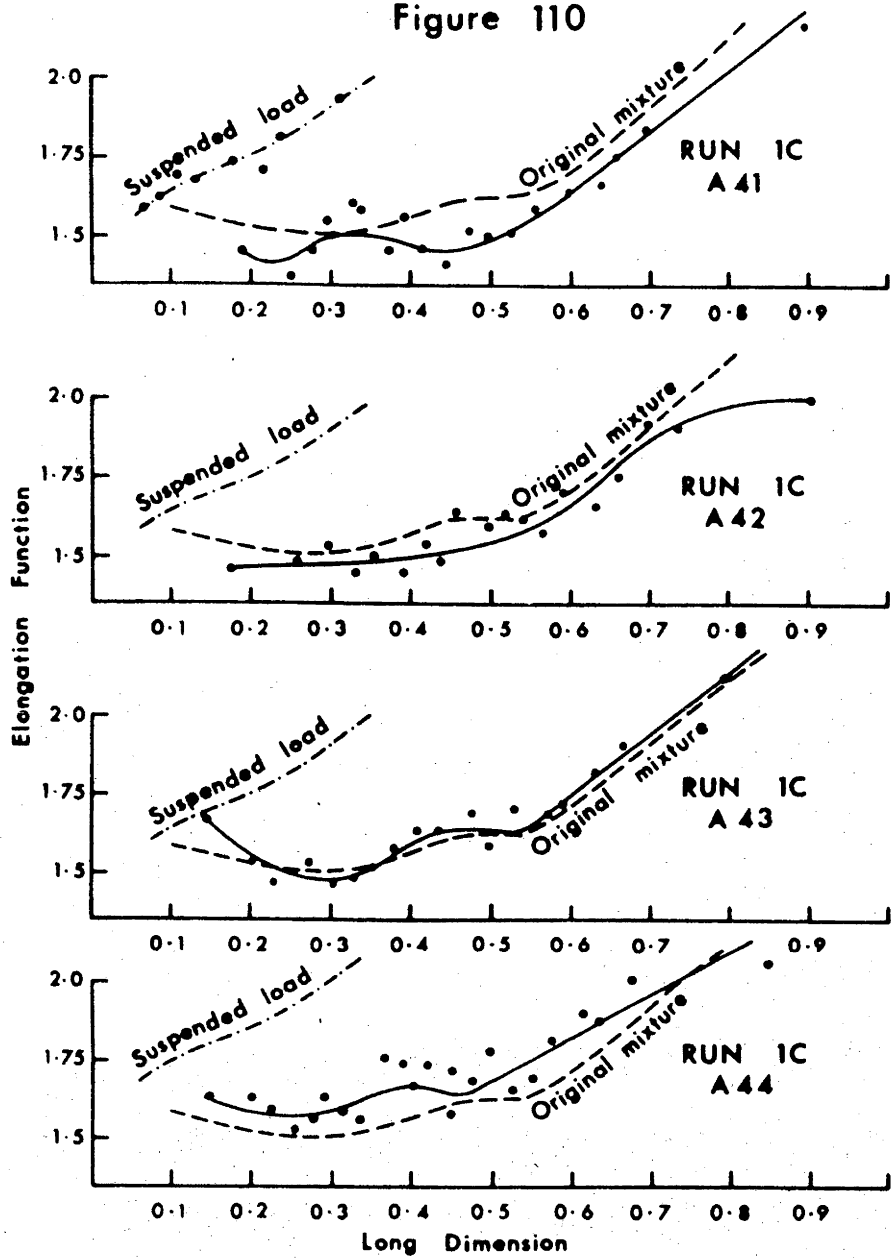 Figure 110
2·0
1·75
1·5
Suspended load
Original mixture
RUN 1C
A 41
0·1 0·2 0·3 0·4 0·5 0·6 0·7 0·8 0·9
2·0
1·75
1·5
Suspended load
Original mixture
RUN 1C
A 42
0·1 0·2 0·3 0·4 0·5 0·6 0·7 0·8 0·9
Elongation Function
2·0
1·75
1·5
Suspended load
Original mixture
RUN 1C
A 43
0·1 0·2 0·3 0·4 0·5 0·6 0·7 0·9
2·0
1·75
1·5
Suspended load
Original mixture
RUN 1C
A 44
0·1 0·2 0·3 0·4 0·5 0·6 0·7 0·8 0·9
Long Dimension